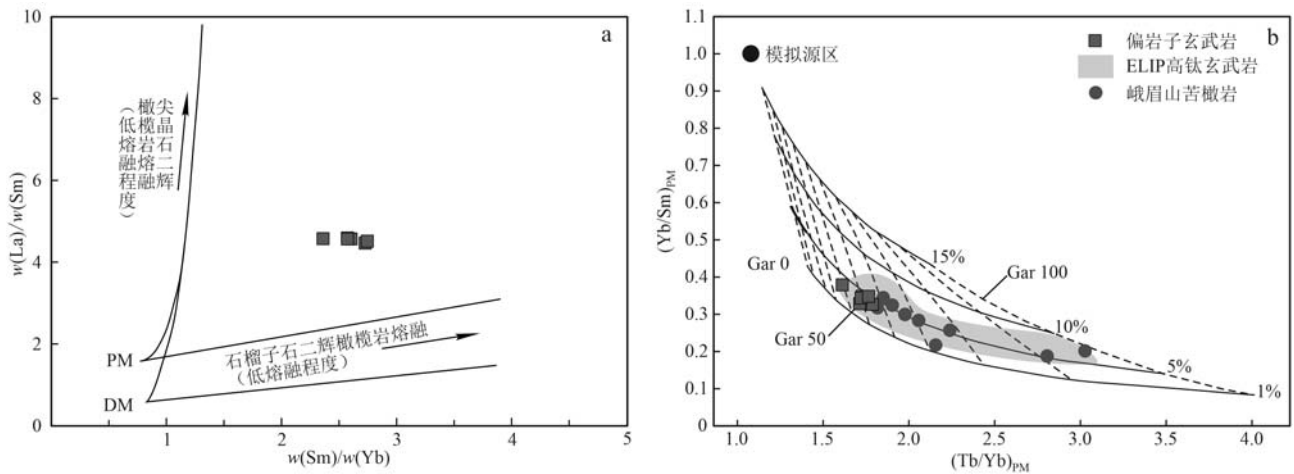 a
10
8
6
4
2
0
w(La)/w(Sm)
尖晶石二辉
橄榄岩熔融
(低熔融程度)
PM
DM
石榴子石二辉橄榄岩熔融
(低熔融程度)
1
2
3
4
5
w(Sm)/w(Yb)
b
1.1
1.0
0.9
0.8
0.7
0.6
0.5
0.4
0.3
0.2
0.1
0
(Yb/Sm)PM
模拟源区
偏岩子玄武岩
ELIP高钛玄武岩
峨眉山苦橄岩
Gar 0
Gar 50
Gar 100
15%
10%
5%
1%
1.0
1.5
2.0
2.5
3.0
3.5
4.0
(Tb/Yb)PM